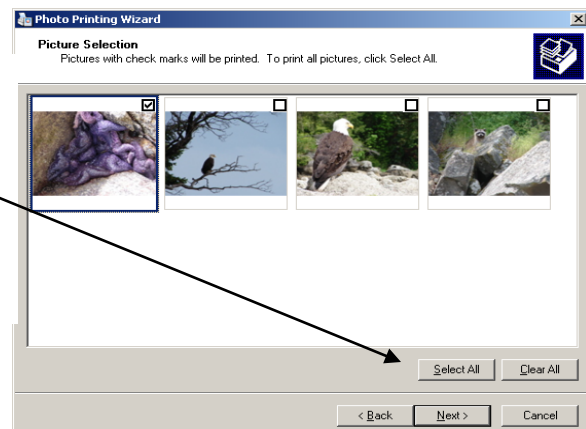 Photo Printing Wizard
Picture Selection
Pictures with check marks will be printed. To print all pictures, click Select All.
Select All
Clear All
< Back
Next >
Cancel